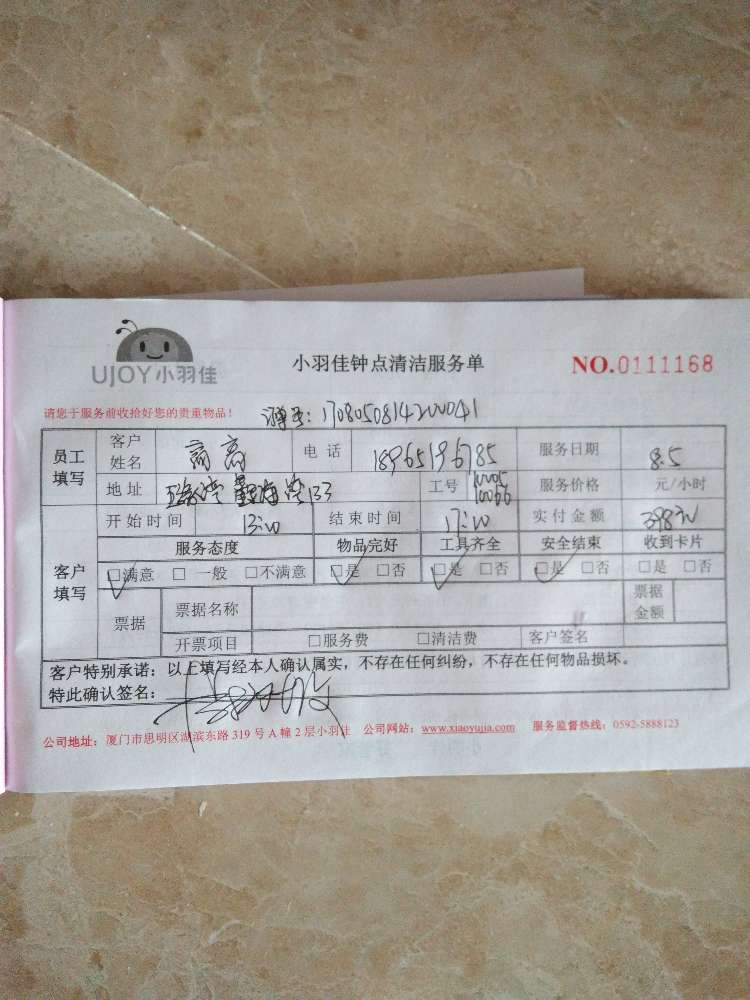 UJOY小羽佳
小羽佳钟点清洁服务单
NO.0111168
请您于服务前收拾好您的贵重物品!
单号: 170805081420041
员工填写 客户姓名 高 电话 18965196785 服务日期 8.5
地址 133 工号 10005 10066 服务价格 元/小时
客户填写 开始时间 13:00 结束时间 17:00 实付金额 398元
服务态度 物品完好 工具齐全 安全结束 收到卡片
□满意 □一般 □不满意 □是 □否 □是 □否 □是 □否 □是 □否
票据 票据名称 票据金额
开票项目 □服务费 □清洁费 客户签名
客户特别承诺:以上填写经本人确认属实,不存在任何纠纷,不存在任何物品损坏。
特此确认签名:
公司地址:厦门市思明区湖滨东路 319 号 A 幢 2 层小羽佳 公司网站:www.xiaoyujia.com 服务监督热线:0592-5888123